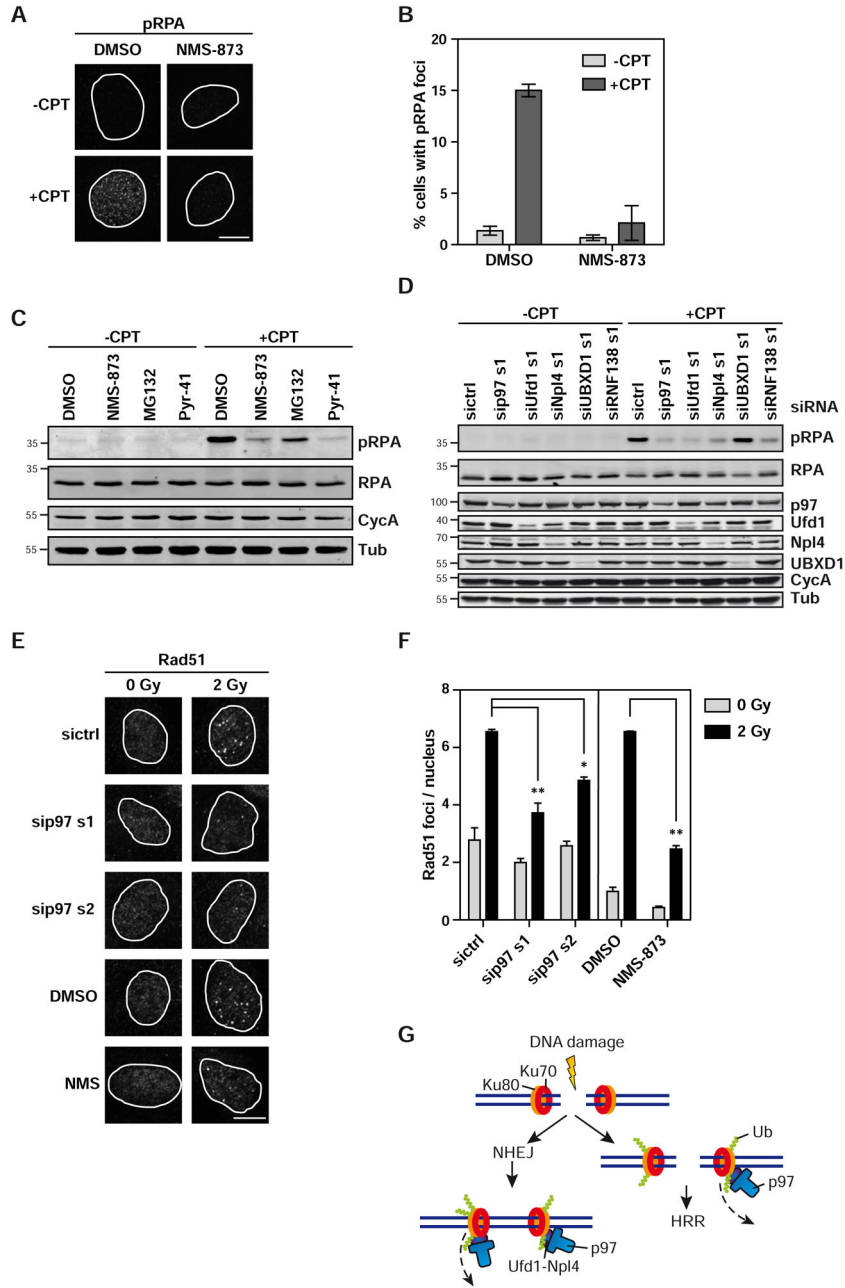 A
pRPA
DMSO NMS-873
-CPT
+CPT
B
% cells with pRPA foci
20
15
10
5
0
-CPT
+CPT
DMSO NMS-873
C
-CPT +CPT
DMSO NMS-873 MG132 Pyr-41 DMSO NMS-873 MG132 Pyr-41
35 pRPA
35 RPA
55 CycA
55 Tub
D
-CPT +CPT
sictrl sip97 s1 siUfd1 s1 siNpl4 s1 siUBXD1 s1 siRNF138 s1 sictrl sip97 s1 siUfd1 s1 siNpl4 s1 siUBXD1 s1 siRNF138 s1 siRNA
35 pRPA
35 RPA
100 p97
40 Ufd1
70 Npl4
55 UBXD1
55 CycA
55 Tub
E
Rad51
0 Gy 2 Gy
sictrl
sip97 s1
sip97 s2
DMSO
NMS
F
Rad51 foci / nucleus
8
6
4
2
0
** * **
0 Gy
2 Gy
sictrl sip97 s1 sip97 s2 DMSO NMS-873
G
DNA damage
Ku70
Ku80
NHEJ
Ub
p97
HRR
p97
Ufd1-Npl4